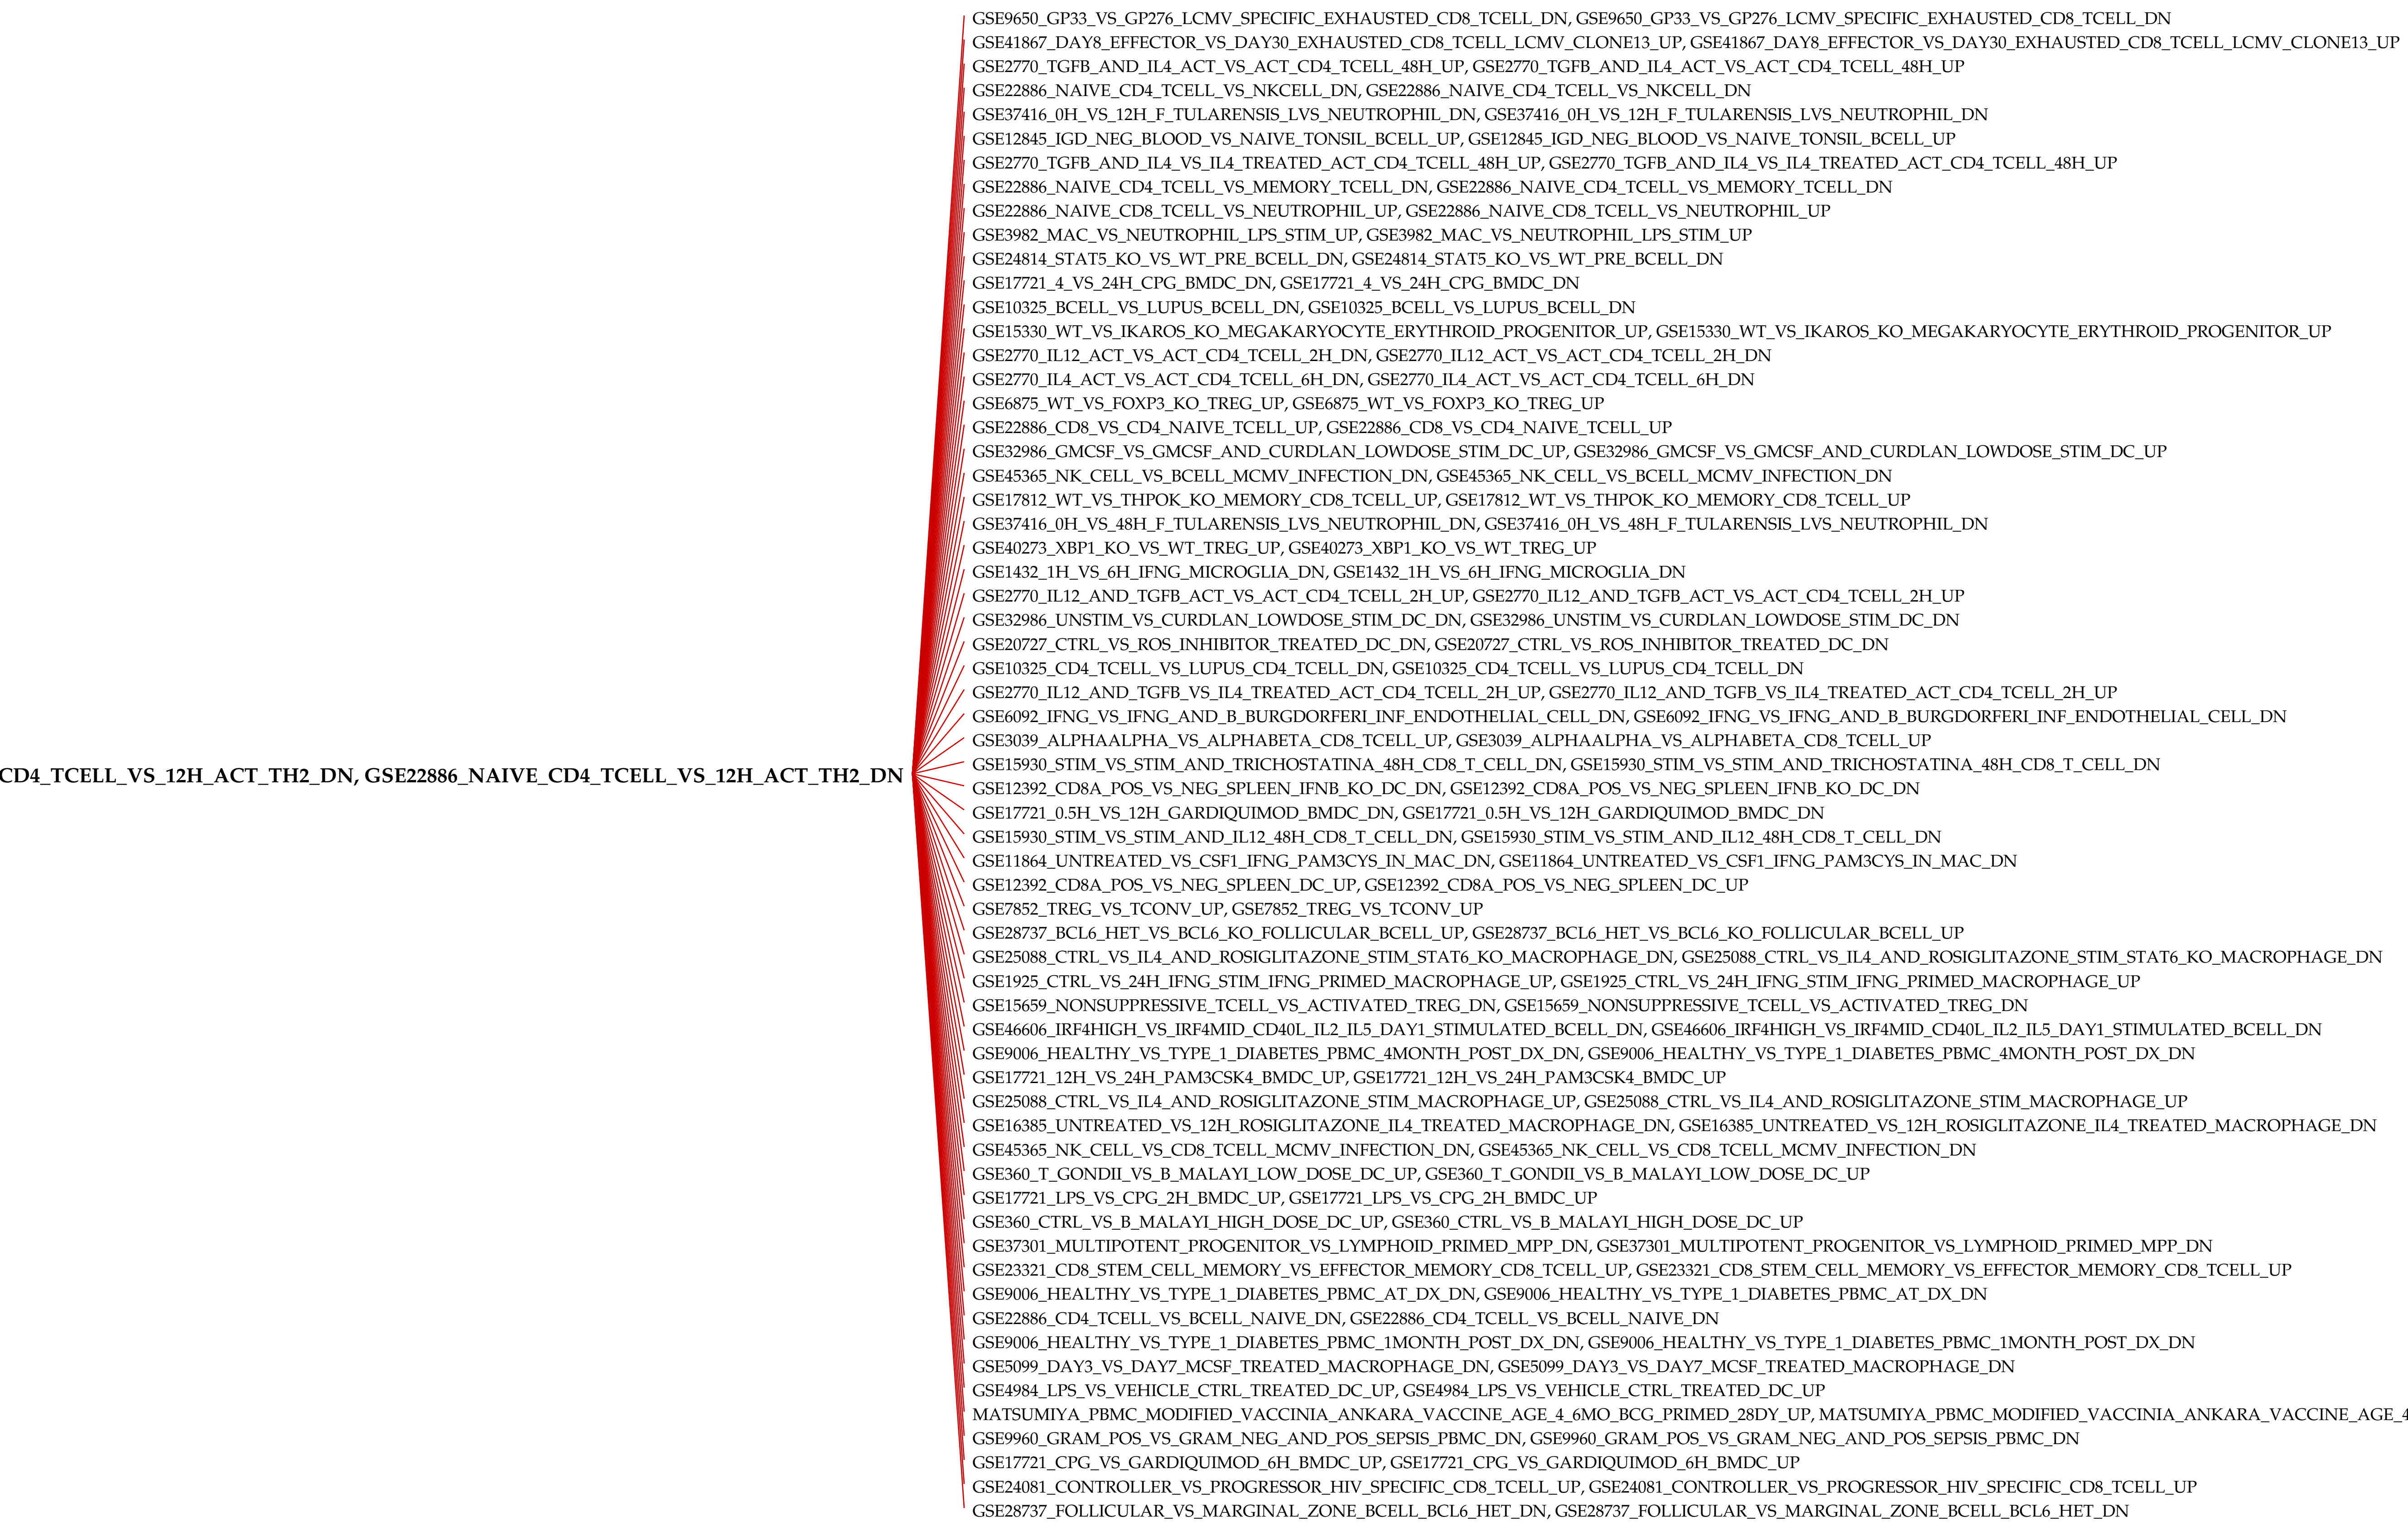 GSE9650_GP33_VS_GP276_LCMV_SPECIFIC_EXHAUSTED_CD8_TCELL_DN, GSE9650_GP33_VS_GP276_LCMV_SPECIFIC_EXHAUSTED_CD8_TCELL_DN
GSE41867_DAY8_EFFECTOR_VS_DAY30_EXHAUSTED_CD8_TCELL_LCMV_CLONE13_UP, GSE41867_DAY8_EFFECTOR_VS_DAY30_EXHAUSTED_CD8_TCELL_LCMV_CLONE13_UP
GSE2770_TGFB_AND_IL4_ACT_VS_ACT_CD4_TCELL_48H_UP, GSE2770_TGFB_AND_IL4_ACT_VS_ACT_CD4_TCELL_48H_UP
GSE22886_NAIVE_CD4_TCELL_VS_NKCELL_DN, GSE22886_NAIVE_CD4_TCELL_VS_NKCELL_DN
GSE37416_0H_VS_12H_F_TULARENSIS_LVS_NEUTROPHIL_DN, GSE37416_0H_VS_12H_F_TULARENSIS_LVS_NEUTROPHIL_DN
GSE12845_IGD_NEG_BLOOD_VS_NAIVE_TONSIL_BCELL_UP, GSE12845_IGD_NEG_BLOOD_VS_NAIVE_TONSIL_BCELL_UP
GSE2770_TGFB_AND_IL4_VS_IL4_TREATED_ACT_CD4_TCELL_48H_UP, GSE2770_TGFB_AND_IL4_VS_IL4_TREATED_ACT_CD4_TCELL_48H_UP
GSE22886_NAIVE_CD4_TCELL_VS_MEMORY_TCELL_DN, GSE22886_NAIVE_CD4_TCELL_VS_MEMORY_TCELL_DN
GSE22886_NAIVE_CD8_TCELL_VS_NEUTROPHIL_UP, GSE22886_NAIVE_CD8_TCELL_VS_NEUTROPHIL_UP
GSE3982_MAC_VS_NEUTROPHIL_LPS_STIM_UP, GSE3982_MAC_VS_NEUTROPHIL_LPS_STIM_UP
GSE24814_STAT5_KO_VS_WT_PRE_BCELL_DN, GSE24814_STAT5_KO_VS_WT_PRE_BCELL_DN
GSE17721_4_VS_24H_CPG_BMDC_DN, GSE17721_4_VS_24H_CPG_BMDC_DN
GSE10325_BCELL_VS_LUPUS_BCELL_DN, GSE10325_BCELL_VS_LUPUS_BCELL_DN
GSE15330_WT_VS_IKAROS_KO_MEGAKARYOCYTE_ERYTHROID_PROGENITOR_UP, GSE15330_WT_VS_IKAROS_KO_MEGAKARYOCYTE_ERYTHROID_PROGENITOR_UP
GSE2770_IL12_ACT_VS_ACT_CD4_TCELL_2H_DN, GSE2770_IL12_ACT_VS_ACT_CD4_TCELL_2H_DN
GSE2770_IL4_ACT_VS_ACT_CD4_TCELL_6H_DN, GSE2770_IL4_ACT_VS_ACT_CD4_TCELL_6H_DN
GSE6875_WT_VS_FOXP3_KO_TREG_UP, GSE6875_WT_VS_FOXP3_KO_TREG_UP
GSE22886_CD8_VS_CD4_NAIVE_TCELL_UP, GSE22886_CD8_VS_CD4_NAIVE_TCELL_UP
GSE32986_GMCSF_VS_GMCSF_AND_CURDLAN_LOWDOSE_STIM_DC_UP, GSE32986_GMCSF_VS_GMCSF_AND_CURDLAN_LOWDOSE_STIM_DC_UP
GSE45365_NK_CELL_VS_BCELL_MCMV_INFECTION_DN, GSE45365_NK_CELL_VS_BCELL_MCMV_INFECTION_DN
GSE17812_WT_VS_THPOK_KO_MEMORY_CD8_TCELL_UP, GSE17812_WT_VS_THPOK_KO_MEMORY_CD8_TCELL_UP
GSE37416_0H_VS_48H_F_TULARENSIS_LVS_NEUTROPHIL_DN, GSE37416_0H_VS_48H_F_TULARENSIS_LVS_NEUTROPHIL_DN
GSE40273_XBP1_KO_VS_WT_TREG_UP, GSE40273_XBP1_KO_VS_WT_TREG_UP
GSE1432_1H_VS_6H_IFNG_MICROGLIA_DN, GSE1432_1H_VS_6H_IFNG_MICROGLIA_DN
GSE2770_IL12_AND_TGFB_ACT_VS_ACT_CD4_TCELL_2H_UP, GSE2770_IL12_AND_TGFB_ACT_VS_ACT_CD4_TCELL_2H_UP
GSE32986_UNSTIM_VS_CURDLAN_LOWDOSE_STIM_DC_DN, GSE32986_UNSTIM_VS_CURDLAN_LOWDOSE_STIM_DC_DN
GSE20727_CTRL_VS_ROS_INHIBITOR_TREATED_DC_DN, GSE20727_CTRL_VS_ROS_INHIBITOR_TREATED_DC_DN
GSE10325_CD4_TCELL_VS_LUPUS_CD4_TCELL_DN, GSE10325_CD4_TCELL_VS_LUPUS_CD4_TCELL_DN
GSE2770_IL12_AND_TGFB_VS_IL4_TREATED_ACT_CD4_TCELL_2H_UP, GSE2770_IL12_AND_TGFB_VS_IL4_TREATED_ACT_CD4_TCELL_2H_UP
GSE6092_IFNG_VS_IFNG_AND_B_BURGDORFERI_INF_ENDOTHELIAL_CELL_DN, GSE6092_IFNG_VS_IFNG_AND_B_BURGDORFERI_INF_ENDOTHELIAL_CELL_DN
GSE3039_ALPHAALPHA_VS_ALPHABETA_CD8_TCELL_UP, GSE3039_ALPHAALPHA_VS_ALPHABETA_CD8_TCELL_UP
GSE15930_STIM_VS_STIM_AND_TRICHOSTATINA_48H_CD8_T_CELL_DN, GSE15930_STIM_VS_STIM_AND_TRICHOSTATINA_48H_CD8_T_CELL_DN
CD4_TCELL_VS_12H_ACT_TH2_DN, GSE22886_NAIVE_CD4_TCELL_VS_12H_ACT_TH2_DN
GSE12392_CD8A_POS_VS_NEG_SPLEEN_IFNB_KO_DC_DN, GSE12392_CD8A_POS_VS_NEG_SPLEEN_IFNB_KO_DC_DN
GSE17721_0.5H_VS_12H_GARDIQUIMOD_BMDC_DN, GSE17721_0.5H_VS_12H_GARDIQUIMOD_BMDC_DN
GSE15930_STIM_VS_STIM_AND_IL12_48H_CD8_T_CELL_DN, GSE15930_STIM_VS_STIM_AND_IL12_48H_CD8_T_CELL_DN
GSE11864_UNTREATED_VS_CSF1_IFNG_PAM3CYS_IN_MAC_DN, GSE11864_UNTREATED_VS_CSF1_IFNG_PAM3CYS_IN_MAC_DN
GSE12392_CD8A_POS_VS_NEG_SPLEEN_DC_UP, GSE12392_CD8A_POS_VS_NEG_SPLEEN_DC_UP
GSE7852_TREG_VS_TCONV_UP, GSE7852_TREG_VS_TCONV_UP
GSE28737_BCL6_HET_VS_BCL6_KO_FOLLICULAR_BCELL_UP, GSE28737_BCL6_HET_VS_BCL6_KO_FOLLICULAR_BCELL_UP
GSE25088_CTRL_VS_IL4_AND_ROSIGLITAZONE_STIM_STAT6_KO_MACROPHAGE_DN, GSE25088_CTRL_VS_IL4_AND_ROSIGLITAZONE_STIM_STAT6_KO_MACROPHAGE_DN
GSE1925_CTRL_VS_24H_IFNG_STIM_IFNG_PRIMED_MACROPHAGE_UP, GSE1925_CTRL_VS_24H_IFNG_STIM_IFNG_PRIMED_MACROPHAGE_UP
GSE15659_NONSUPPRESSIVE_TCELL_VS_ACTIVATED_TREG_DN, GSE15659_NONSUPPRESSIVE_TCELL_VS_ACTIVATED_TREG_DN
GSE46606_IRF4HIGH_VS_IRF4MID_CD40L_IL2_IL5_DAY1_STIMULATED_BCELL_DN, GSE46606_IRF4HIGH_VS_IRF4MID_CD40L_IL2_IL5_DAY1_STIMULATED_BCELL_DN
GSE9006_HEALTHY_VS_TYPE_1_DIABETES_PBMC_4MONTH_POST_DX_DN, GSE9006_HEALTHY_VS_TYPE_1_DIABETES_PBMC_4MONTH_POST_DX_DN
GSE17721_12H_VS_24H_PAM3CSK4_BMDC_UP, GSE17721_12H_VS_24H_PAM3CSK4_BMDC_UP
GSE25088_CTRL_VS_IL4_AND_ROSIGLITAZONE_STIM_MACROPHAGE_UP, GSE25088_CTRL_VS_IL4_AND_ROSIGLITAZONE_STIM_MACROPHAGE_UP
GSE16385_UNTREATED_VS_12H_ROSIGLITAZONE_IL4_TREATED_MACROPHAGE_DN, GSE16385_UNTREATED_VS_12H_ROSIGLITAZONE_IL4_TREATED_MACROPHAGE_DN
GSE45365_NK_CELL_VS_CD8_TCELL_MCMV_INFECTION_DN, GSE45365_NK_CELL_VS_CD8_TCELL_MCMV_INFECTION_DN
GSE360_T_GONDII_VS_B_MALAYI_LOW_DOSE_DC_UP, GSE360_T_GONDII_VS_B_MALAYI_LOW_DOSE_DC_UP
GSE17721_LPS_VS_CPG_2H_BMDC_UP, GSE17721_LPS_VS_CPG_2H_BMDC_UP
GSE360_CTRL_VS_B_MALAYI_HIGH_DOSE_DC_UP, GSE360_CTRL_VS_B_MALAYI_HIGH_DOSE_DC_UP
GSE37301_MULTIPOTENT_PROGENITOR_VS_LYMPHOID_PRIMED_MPP_DN, GSE37301_MULTIPOTENT_PROGENITOR_VS_LYMPHOID_PRIMED_MPP_DN
GSE23321_CD8_STEM_CELL_MEMORY_VS_EFFECTOR_MEMORY_CD8_TCELL_UP, GSE23321_CD8_STEM_CELL_MEMORY_VS_EFFECTOR_MEMORY_CD8_TCELL_UP
GSE9006_HEALTHY_VS_TYPE_1_DIABETES_PBMC_AT_DX_DN, GSE9006_HEALTHY_VS_TYPE_1_DIABETES_PBMC_AT_DX_DN
GSE22886_CD4_TCELL_VS_BCELL_NAIVE_DN, GSE22886_CD4_TCELL_VS_BCELL_NAIVE_DN
GSE9006_HEALTHY_VS_TYPE_1_DIABETES_PBMC_1MONTH_POST_DX_DN, GSE9006_HEALTHY_VS_TYPE_1_DIABETES_PBMC_1MONTH_POST_DX_DN
GSE5099_DAY3_VS_DAY7_MCSF_TREATED_MACROPHAGE_DN, GSE5099_DAY3_VS_DAY7_MCSF_TREATED_MACROPHAGE_DN
GSE4984_LPS_VS_VEHICLE_CTRL_TREATED_DC_UP, GSE4984_LPS_VS_VEHICLE_CTRL_TREATED_DC_UP
MATSUMIYA_PBMC_MODIFIED_VACCINIA_ANKARA_VACCINE_AGE_4_6MO_BCG_PRIMED_28DY_UP, MATSUMIYA_PBMC_MODIFIED_VACCINIA_ANKARA_VACCINE_AGE_4
GSE9960_GRAM_POS_VS_GRAM_NEG_AND_POS_SEPSIS_PBMC_DN, GSE9960_GRAM_POS_VS_GRAM_NEG_AND_POS_SEPSIS_PBMC_DN
GSE17721_CPG_VS_GARDIQUIMOD_6H_BMDC_UP, GSE17721_CPG_VS_GARDIQUIMOD_6H_BMDC_UP
GSE24081_CONTROLLER_VS_PROGRESSOR_HIV_SPECIFIC_CD8_TCELL_UP, GSE24081_CONTROLLER_VS_PROGRESSOR_HIV_SPECIFIC_CD8_TCELL_UP
GSE28737_FOLLICULAR_VS_MARGINAL_ZONE_BCELL_BCL6_HET_DN, GSE28737_FOLLICULAR_VS_MARGINAL_ZONE_BCELL_BCL6_HET_DN